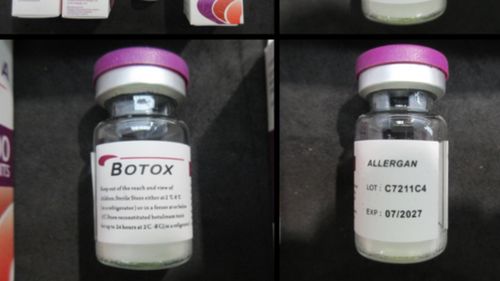 BOTOX
Keep out of the reach and view of
children. Sterile Store either at 2 °C-8 °C
in a refrigerator) or in a freezer at or below
Store reconstituted botulinum toxin
for up to 24 hours at 2°C - 8°C) in a refrigerator
ALLERGAN
LOT : C7211C4
EXP : 07/2027